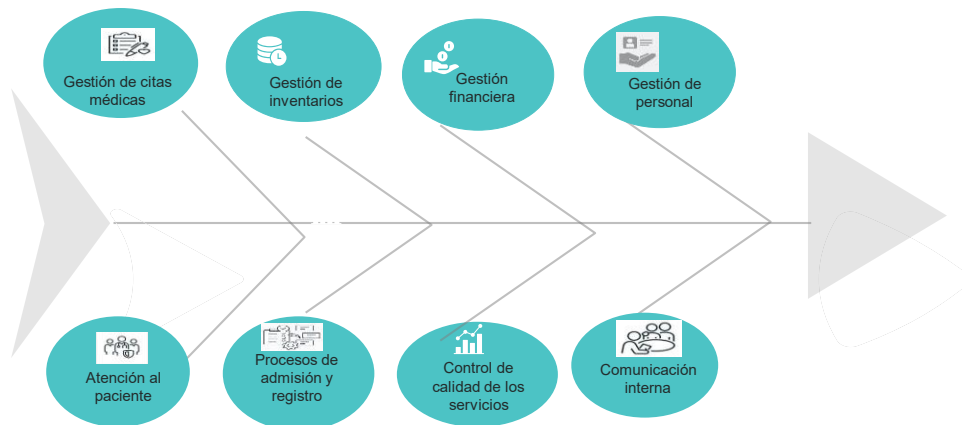 Gestión de citas
médicas
Gestión de
inventarios
Gestión
financiera
Gestión de
personal
Atención al
paciente
Procesos de
admisión y
registro
Control de
calidad de los
servicios
Comunicación
interna